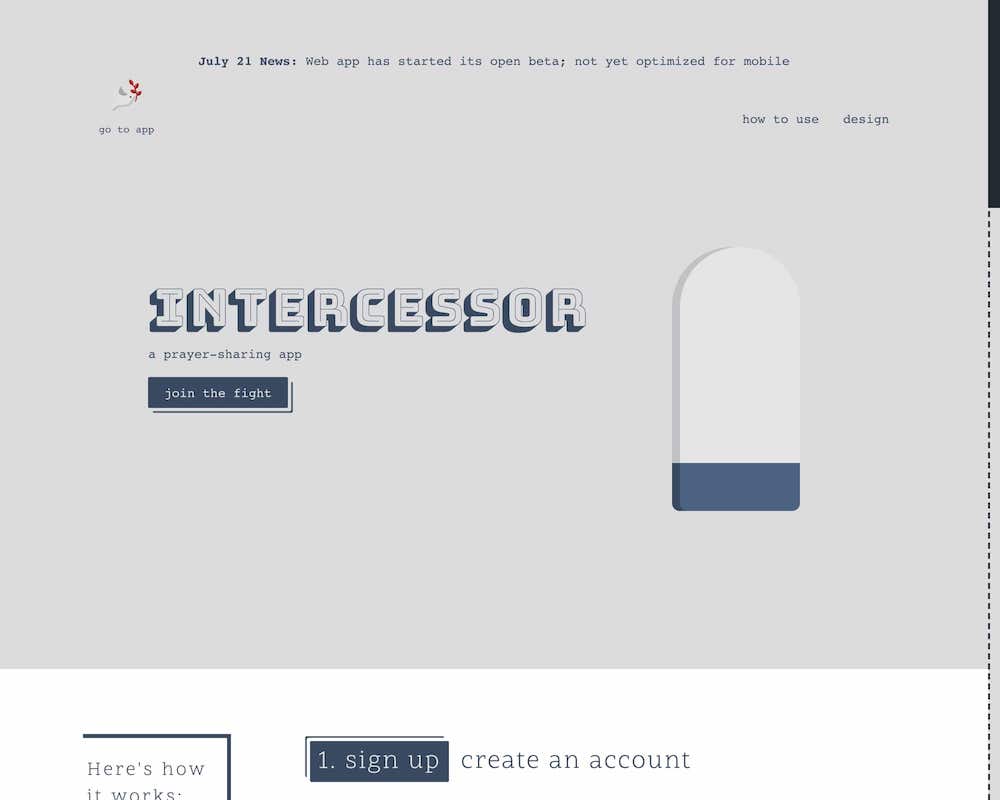 July 21 News: Web app has started its open beta; not yet optimized for mobile
go to app
how to use design
INTERCESSOR
a prayer-sharing app
join the fight
Here's how
it works:
1. sign up create an account